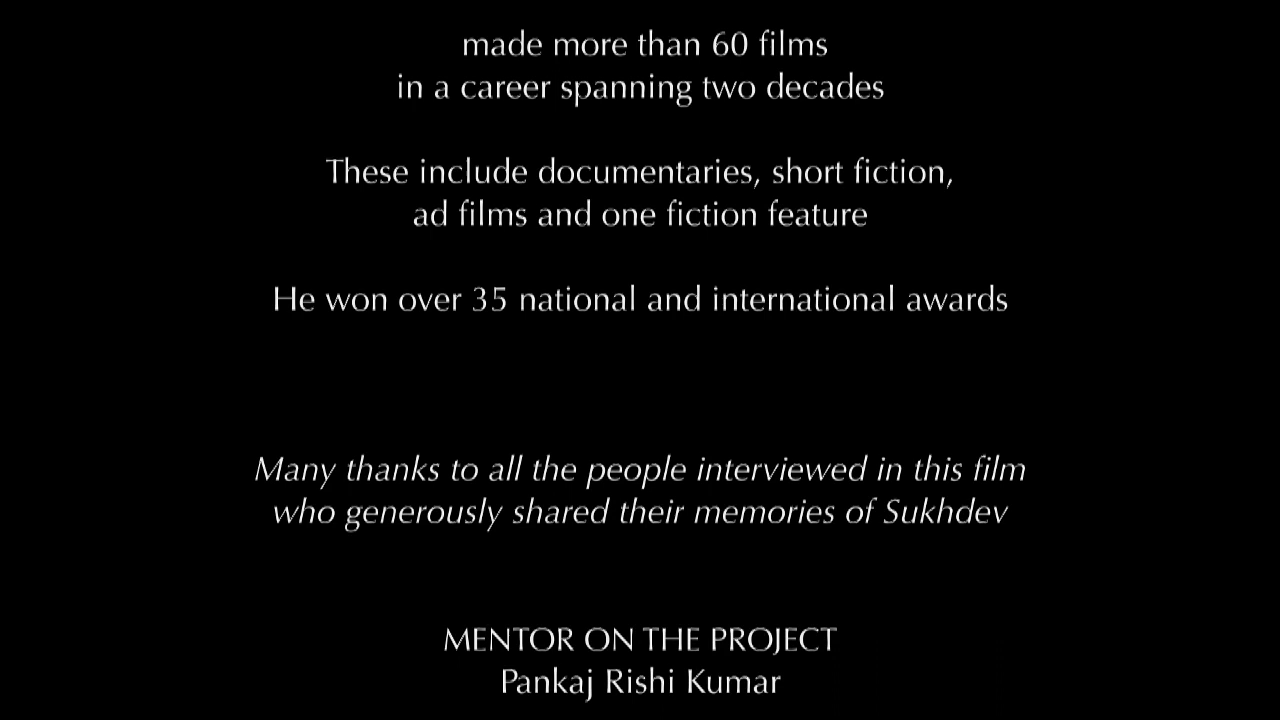 made more than 60 films
in a career spanning two decades
These include documentaries, short fiction,
ad films and one fiction feature
He won over 35 national and international awards
Many thanks to all the people interviewed in this film
who generously shared their memories of Sukhdev
MENTOR ON THE PROJECT
Pankaj Rishi Kumar